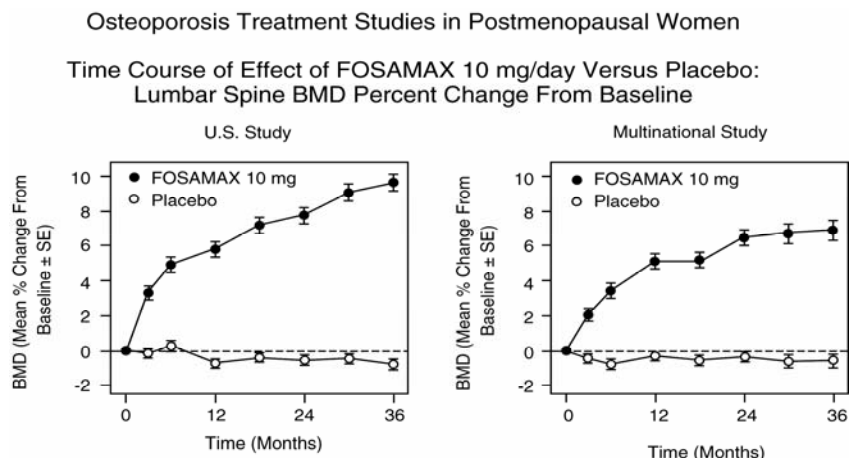 Osteoporosis Treatment Studies in Postmenopausal Women
Time Course of Effect of FOSAMAX 10 mg/day Versus Placebo:
Lumbar Spine BMD Percent Change From Baseline
U.S. Study
BMD (Mean % Change From
Baseline ± SE)
10
8
6
4
2
0
-2
FOSAMAX 10 mg
Placebo
0
12
24
36
Time (Months)
Multinational Study
BMD (Mean % Change From
Baseline ± SE)
10
8
6
4
2
0
-2
FOSAMAX 10 mg
Placebo
0
12
24
36
Time (Months)